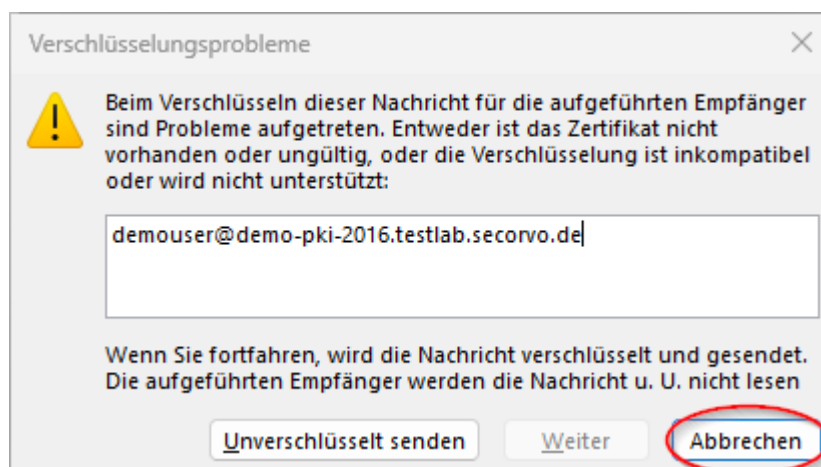 Verschlüsselungsprobleme
Beim Verschlüsseln dieser Nachricht für die aufgeführten Empfänger
sind Probleme aufgetreten. Entweder ist das Zertifikat nicht
vorhanden oder ungültig, oder die Verschlüsselung ist inkompatibel
oder wird nicht unterstützt:
demouser@demo-pki-2016.testlab.secorvo.de
Wenn Sie fortfahren, wird die Nachricht verschlüsselt und gesendet.
Die aufgeführten Empfänger werden die Nachricht u. U. nicht lesen
Unverschlüsselt senden Weiter Abbrechen